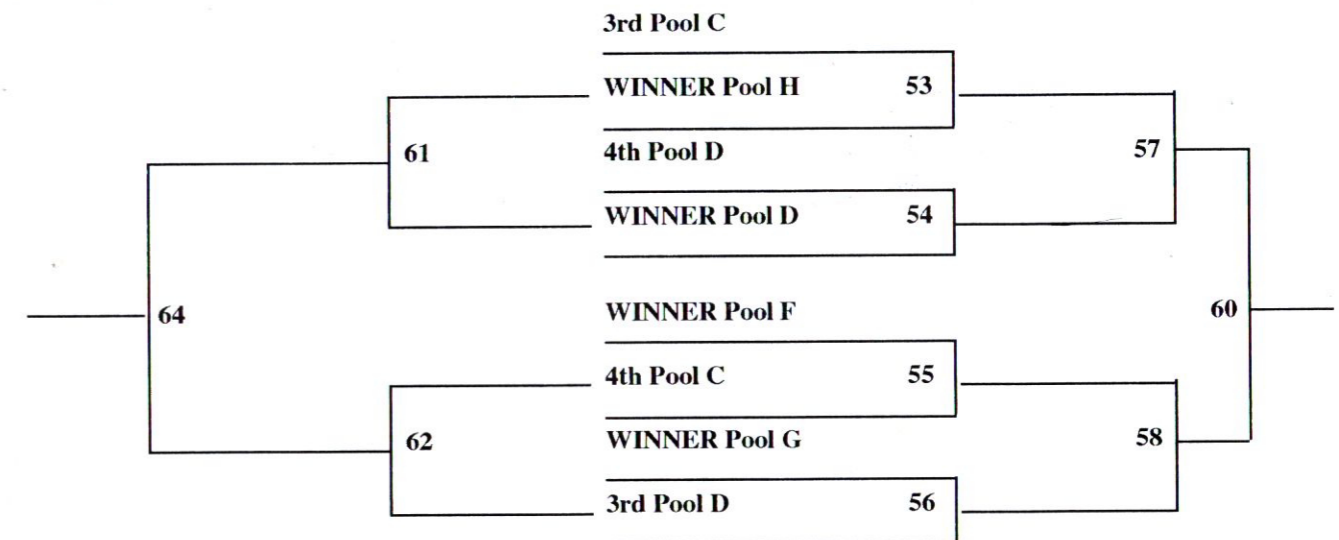 3rd Pool C
WINNER Pool H 53
61 4th Pool D 57
WINNER Pool D 54
64 WINNER Pool F 60
4th Pool C 55
62 WINNER Pool G 58
3rd Pool D 56